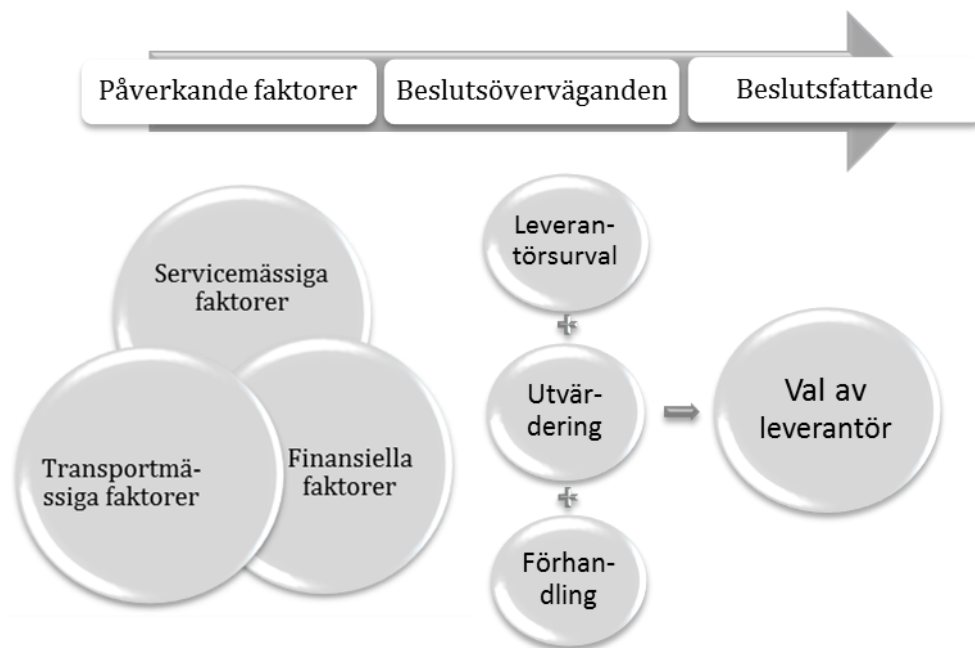 Påverkande faktorer
Beslutsöverväganden
Beslutsfattande
Servicemässiga
faktorer
Transportmä-
ssiga faktorer
Finansiella
faktorer
Leveran-
törsurval
+
Utvär-
dering
+
Förhan-
dling
Val av
leverantör